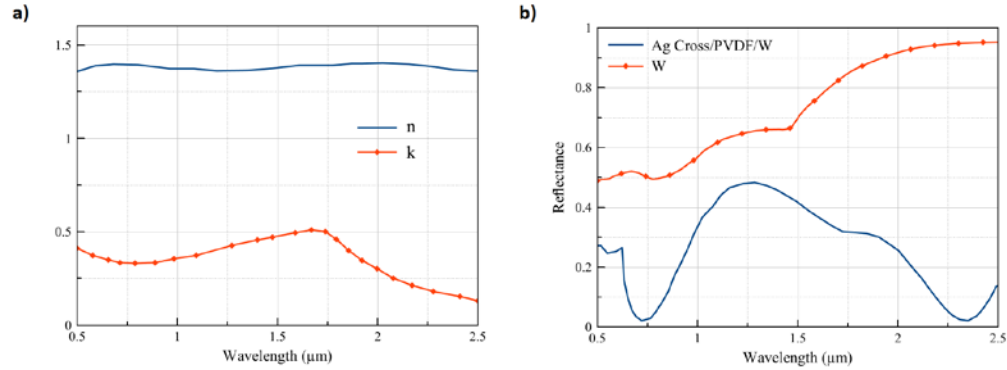 a)
1.5
1
0.5
0
n
k
0.5
1
1.5
2
2.5
Wavelength (μm)
b)
1
0.8
0.6
0.4
0.2
0
Reflectance
Ag Cross/PVDF/W
W
0.5
1
1.5
2
2.5
Wavelength (μm)